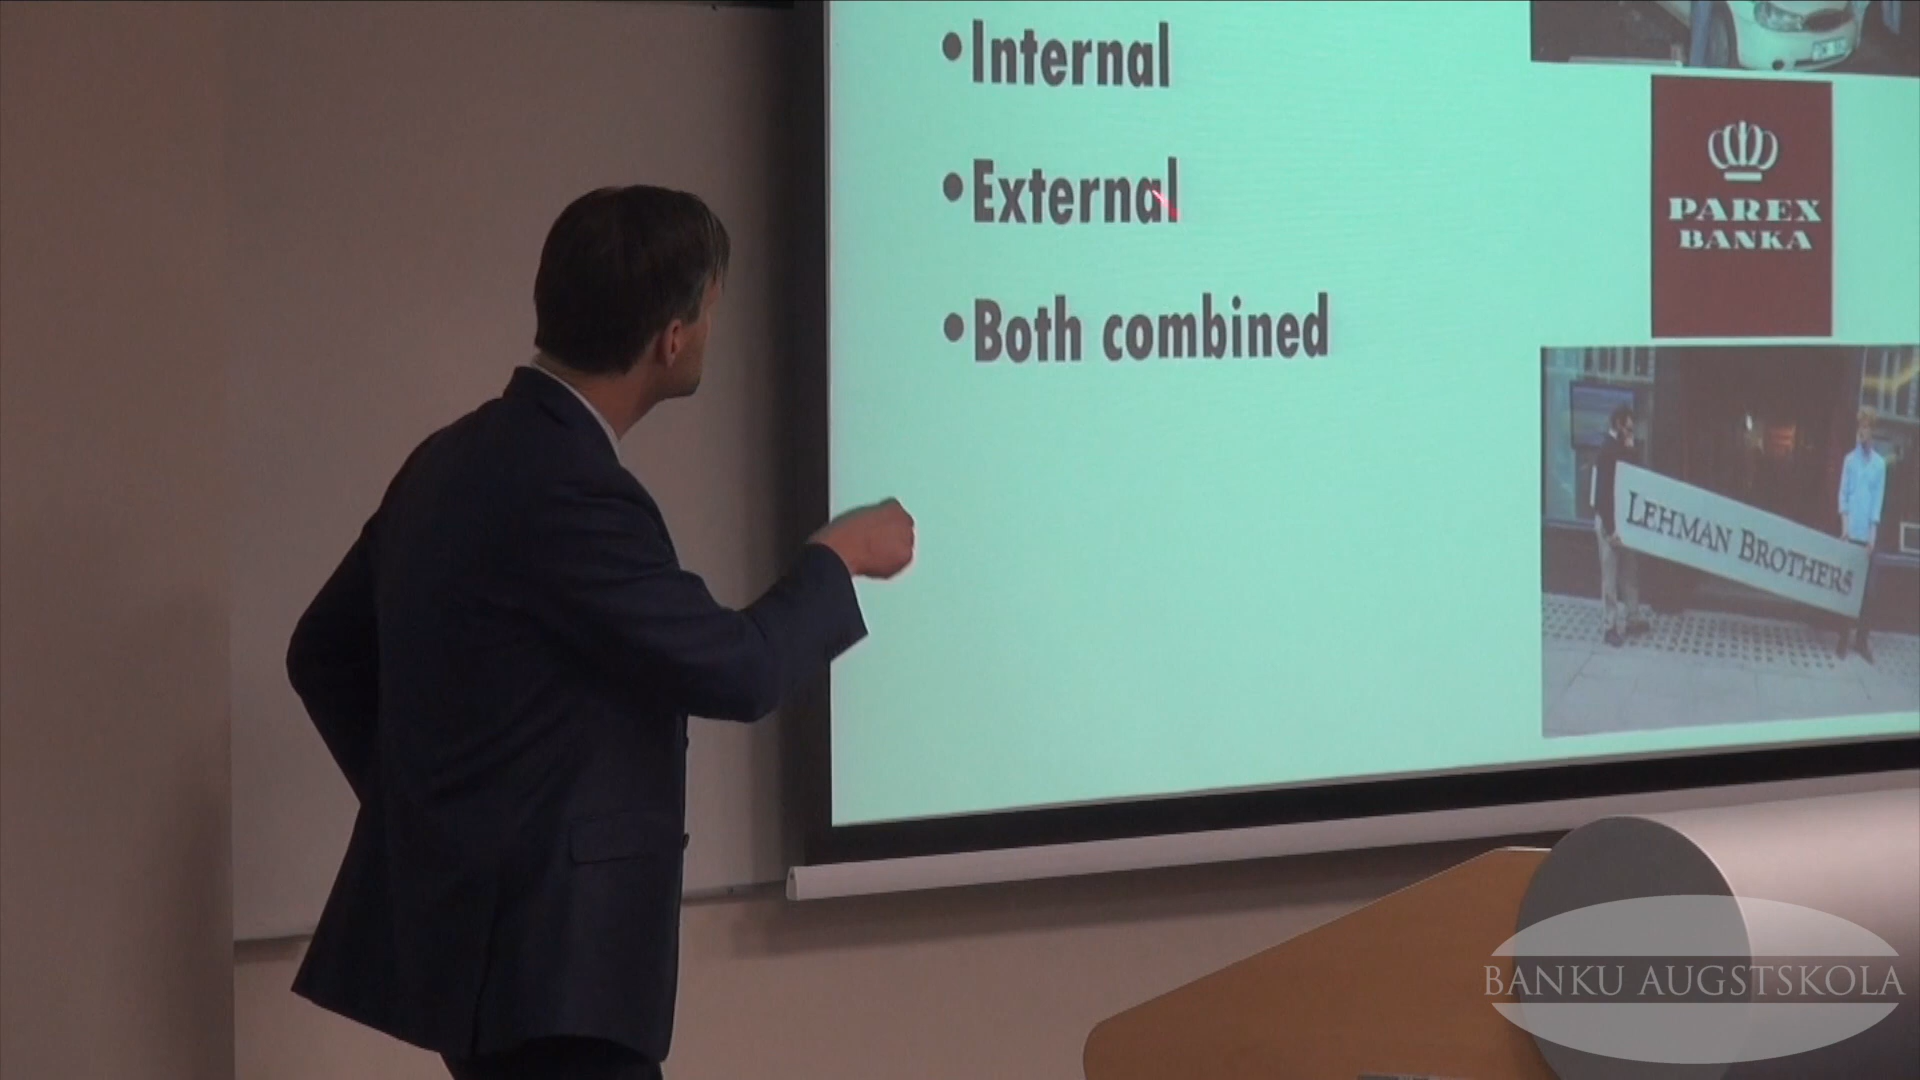 •Internal
•External
•Both combined
PAREX
BANKA
LEHMAN BROTHERS
BANKU AUGSTSKOLA